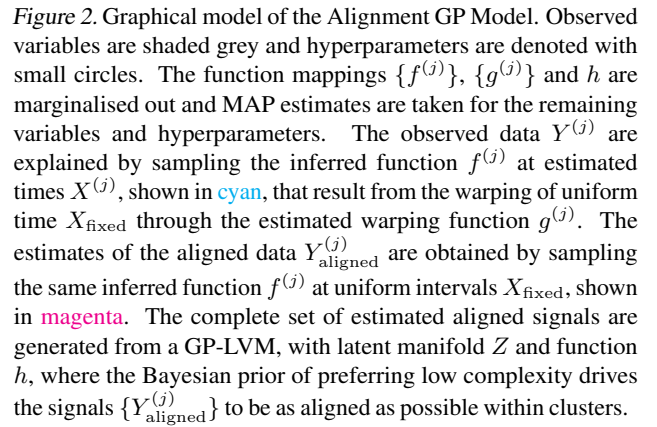 Figure 2. Graphical model of the Alignment GP Model. Observed
variables are shaded grey and hyperparameters are denoted with
small circles. The function mappings {f^(j)}, {g^(j)} and h are
marginalised out and MAP estimates are taken for the remaining
variables and hyperparameters. The observed data Y^(j) are
explained by sampling the inferred function f^(j) at estimated
times X^(j), shown in cyan, that result from the warping of uniform
time X_fixed through the estimated warping function g^(j). The
estimates of the aligned data Y_aligned^(j) are obtained by sampling
the same inferred function f^(j) at uniform intervals X_fixed, shown
in magenta. The complete set of estimated aligned signals are
generated from a GP-LVM, with latent manifold Z and function
h, where the Bayesian prior of preferring low complexity drives
the signals {Y_aligned^(j)} to be as aligned as possible within clusters.